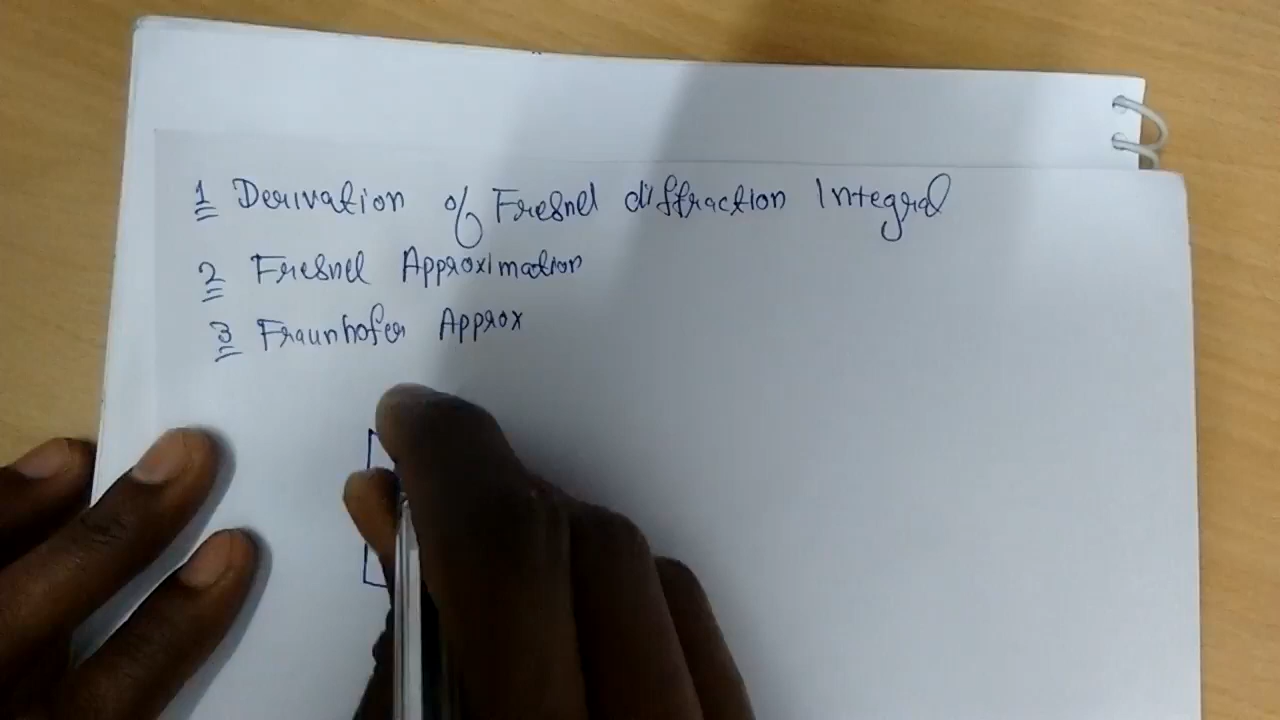 1 Derivation of Fresnel diffraction Integral
2 Fresnel Approximation
3 Fraunhofer Approx